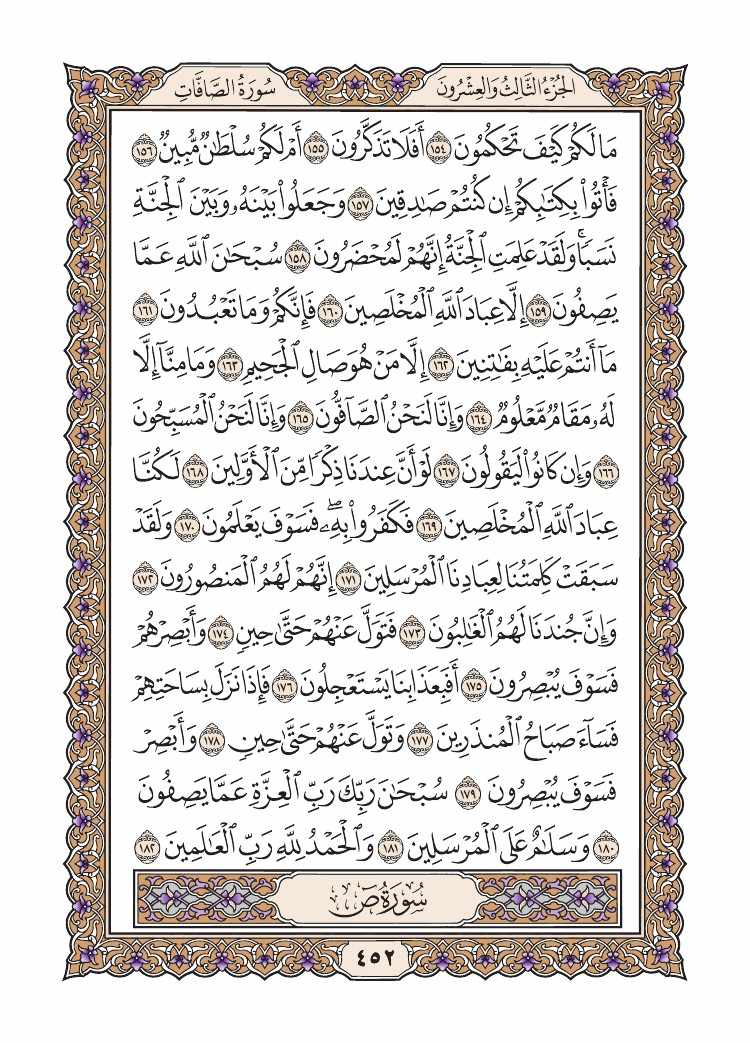 الجُزْءُ الثَّالِثُ وَالعِشْرُونَ
سُورَةُ الصَّافَّاتِ
مَا لَكُمْ كَيْفَ تَحْكُمُونَ ١٥٤ أَفَلَا تَذَكَّرُونَ ١٥٥ أَمْ لَكُمْ سُلْطَٰنٌ مُّبِينٌ ١٥٦
فَأْتُوا۟ بِكِتَٰبِكُمْ إِن كُنتُمْ صَٰدِقِينَ ١٥٧ وَجَعَلُوا۟ بَيْنَهُۥ وَبَيْنَ ٱلْجِنَّةِ
نَسَبًۭا ۚ وَلَقَدْ عَلِمَتِ ٱلْجِنَّةُ إِنَّهُمْ لَمُحْضَرُونَ ١٥٨ سُبْحَٰنَ ٱللَّهِ عَمَّا
يَصِفُونَ ١٥٩ إِلَّا عِبَادَ ٱللَّهِ ٱلْمُخْلَصِينَ ١٦٠ فَإِنَّكُمْ وَمَا تَعْبُدُونَ ١٦١
مَآ أَنتُمْ عَلَيْهِ بِفَٰتِنِينَ ١٦٢ إِلَّا مَنْ هُوَ صَالِ ٱلْجَحِيمِ ١٦٣ وَمَا مِنَّآ إِلَّا
لَهُۥ مَقَامٌۭ مَّعْلُومٌۭ ١٦٤ وَإِنَّا لَنَحْنُ ٱلصَّآفُّونَ ١٦٥ وَإِنَّا لَنَحْنُ ٱلْمُسَبِّحُونَ
١٦٦ وَإِن كَانُوا۟ لَيَقُولُونَ ١٦٧ لَوْ أَنَّ عِندَنَا ذِكْرًۭا مِّنَ ٱلْأَوَّلِينَ ١٦٨ لَكُنَّا
عِبَادَ ٱللَّهِ ٱلْمُخْلَصِينَ ١٦٩ فَكَفَرُوا۟ بِهِۦ ۖ فَسَوْفَ يَعْلَمُونَ ١٧٠ وَلَقَدْ
سَبَقَتْ كَلِمَتُنَا لِعِبَادِنَا ٱلْمُرْسَلِينَ ١٧١ إِنَّهُمْ لَهُمُ ٱلْمَنصُورُونَ ١٧٢
وَإِنَّ جُندَنَا لَهُمُ ٱلْغَٰلِبُونَ ١٧٣ فَتَوَلَّ عَنْهُمْ حَتَّىٰ حِينٍۢ ١٧٤ وَأَبْصِرْهُمْ
فَسَوْفَ يُبْصِرُونَ ١٧٥ أَفَبِعَذَابِنَا يَسْتَعْجِلُونَ ١٧٦ فَإِذَا نَزَلَ بِسَاحَتِهِمْ
فَسَآءَ صَبَاحُ ٱلْمُنذَرِينَ ١٧٧ وَتَوَلَّ عَنْهُمْ حَتَّىٰ حِينٍۢ ١٧٨ وَأَبْصِرْ
فَسَوْفَ يُبْصِرُونَ ١٧٩ سُبْحَٰنَ رَبِّكَ رَبِّ ٱلْعِزَّةِ عَمَّا يَصِفُونَ
١٨٠ وَسَلَٰمٌ عَلَى ٱلْمُرْسَلِينَ ١٨١ وَٱلْحَمْدُ لِلَّهِ رَبِّ ٱلْعَٰلَمِينَ ١٨٢
سُورَةُ صٓ
٤٥٢